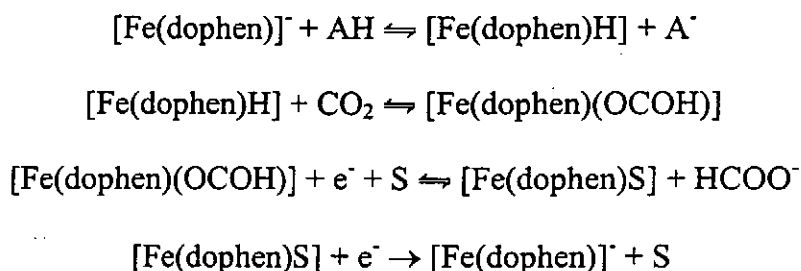 [Fe(dophen)]⁻ + AH ⇋ [Fe(dophen)H] + A˙
[Fe(dophen)H] + CO₂ ⇋ [Fe(dophen)(OCOH)]
[Fe(dophen)(OCOH)] + e⁻ + S ⇋ [Fe(dophen)S] + HCOO⁻
[Fe(dophen)S] + e⁻ → [Fe(dophen)]⁻ + S